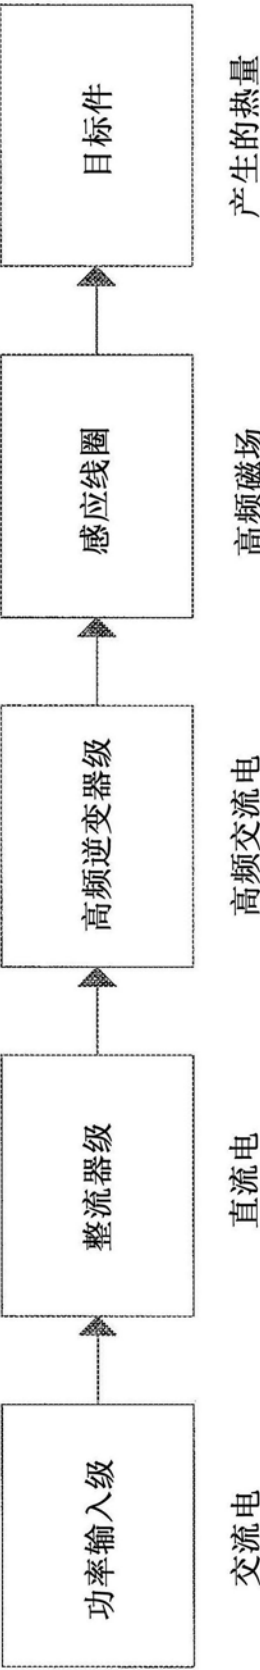 功率输入级
整流器级
高频逆变器级
感应线圈
目标件
交流电
直流电
高频交流电
高频磁场
产生的热量